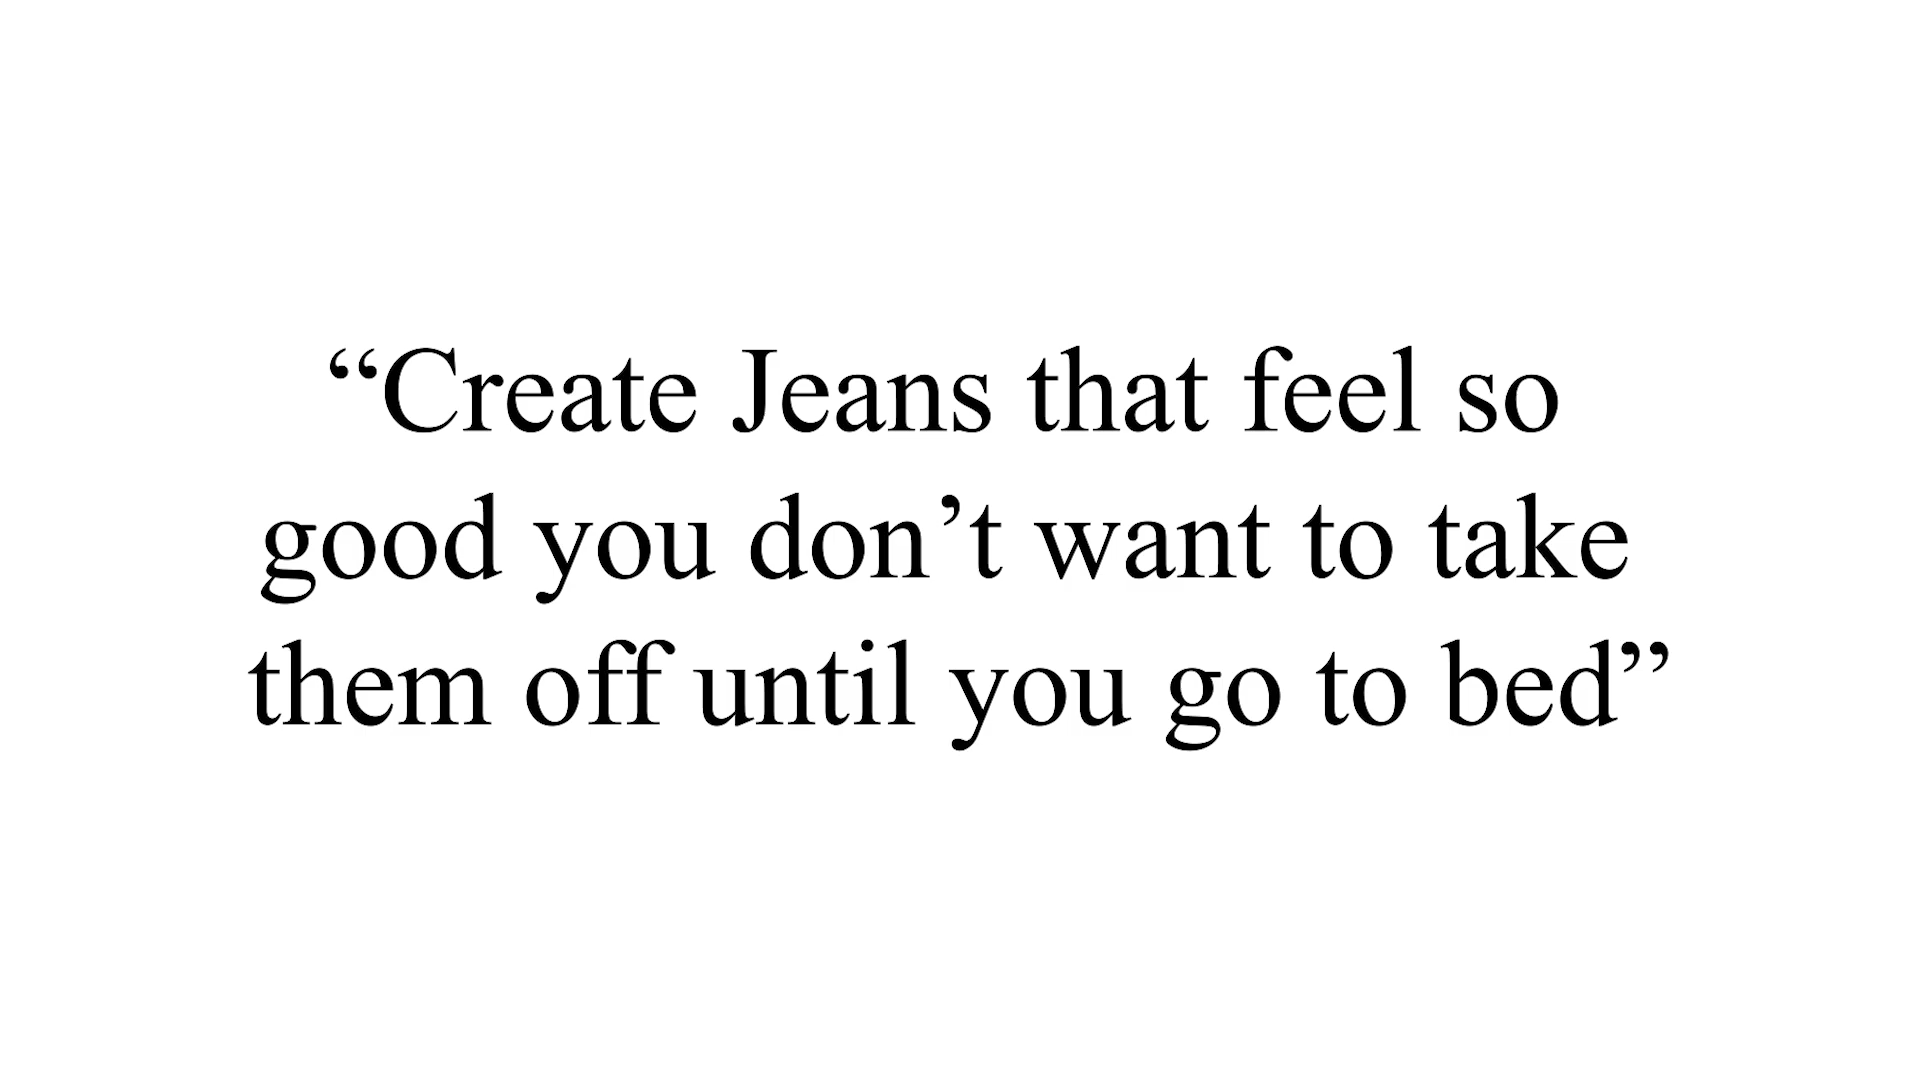 “Create Jeans that feel so
good you don’t want to take
them off until you go to bed”